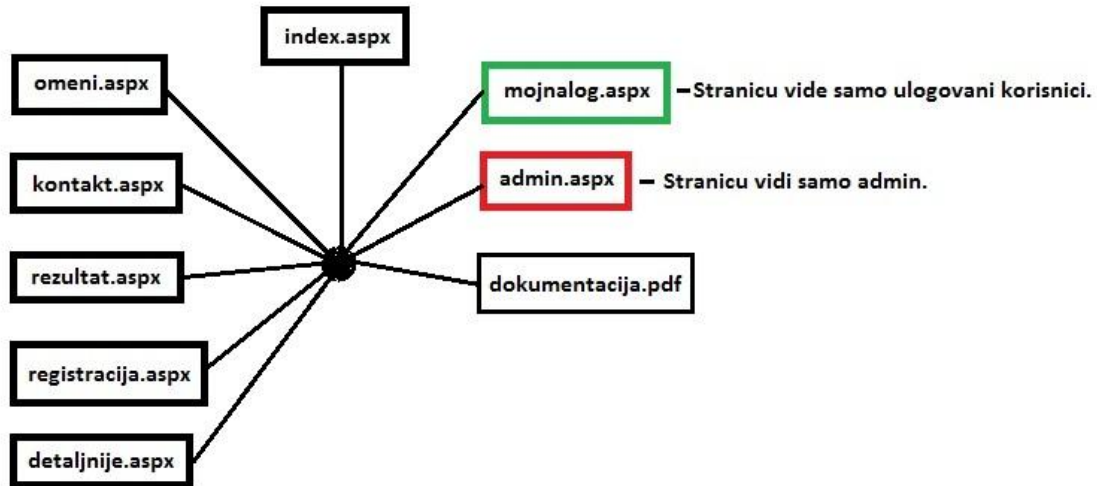 index.aspx
omeni.aspx
mojnalog.aspx - Stranicu vide samo ulogovani korisnici.
kontakt.aspx
admin.aspx - Stranicu vidi samo admin.
rezultat.aspx
dokumentacija.pdf
registracija.aspx
detaljnije.aspx